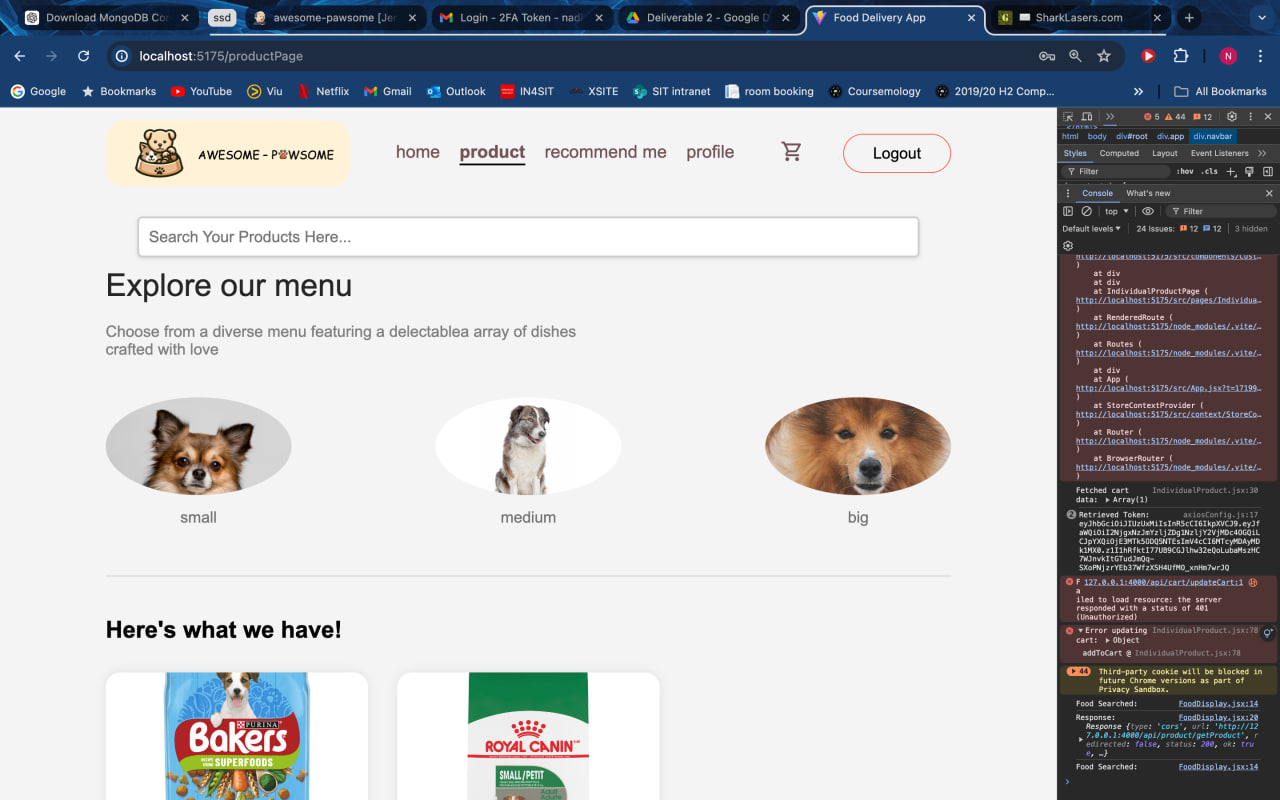 Download MongoDB Cor
ssd
awesome-pawsome [Jer
Login - 2FA Token - nadi
Deliverable 2 - Google D
Food Delivery App
SharkLasers.com
localhost:5175/productPage
N
Google
Bookmarks
YouTube
Viu
Netflix
Gmail
Outlook
IN4SIT
XSITE
SIT intranet
room booking
Coursemology
2019/20 H2 Comp...
»
All Bookmarks
AWESOME - PAWSOME
home
product
recommend me
profile
Logout
Search Your Products Here...
Explore our menu
Choose from a diverse menu featuring a delectablea array of dishes
crafted with love
small
medium
big
Here's what we have!
PURINA
Bakers
SUPERFOODS
ROYAL CANIN
SMALL/PETIT
Adult
5
44
12
html body div#root div.app div.navbar
Styles Computed Layout Event Listeners »
Filter :hov .cls
Console What's new
top Filter
Default levels 24 Issues: 12 12 3 hidden
http://localhost:5175/src/components/Cust…
)
at div
at div
at IndividualProductPage (
http://localhost:5175/src/pages/Individua…
)
at RenderedRoute (
http://localhost:5175/node_modules/.vite/…
)
at Routes (
http://localhost:5175/node_modules/.vite/…
)
at div
at App (
http://localhost:5175/src/App.jsx?t=17199…
)
at StoreContextProvider (
http://localhost:5175/src/context/StoreCo…
)
at Router (
http://localhost:5175/node_modules/.vite/…
)
at BrowserRouter (
http://localhost:5175/node_modules/.vite/…
)
Fetched cart IndividualProduct.jsx:30
data: Array(1)
2 Retrieved Token: axiosConfig.js:17
F 127.0.0.1:4000/api/cart/updateCart:1
a
iled to load resource: the server
responded with a status of 401
(Unauthorized)
Error updating IndividualProduct.jsx:78
cart: Object
addToCart @ IndividualProduct.jsx:78
44 Third-party cookie will be blocked in
future Chrome versions as part of
Privacy Sandbox.
Food Searched: FoodDisplay.jsx:14
Response: FoodDisplay.jsx:20
Response {type: 'cors', url: 'http://12
7.0.0.1:4000/api/product/getProduct', r
edirected: false, status: 200, ok: tru
e, …}
Food Searched: FoodDisplay.jsx:14